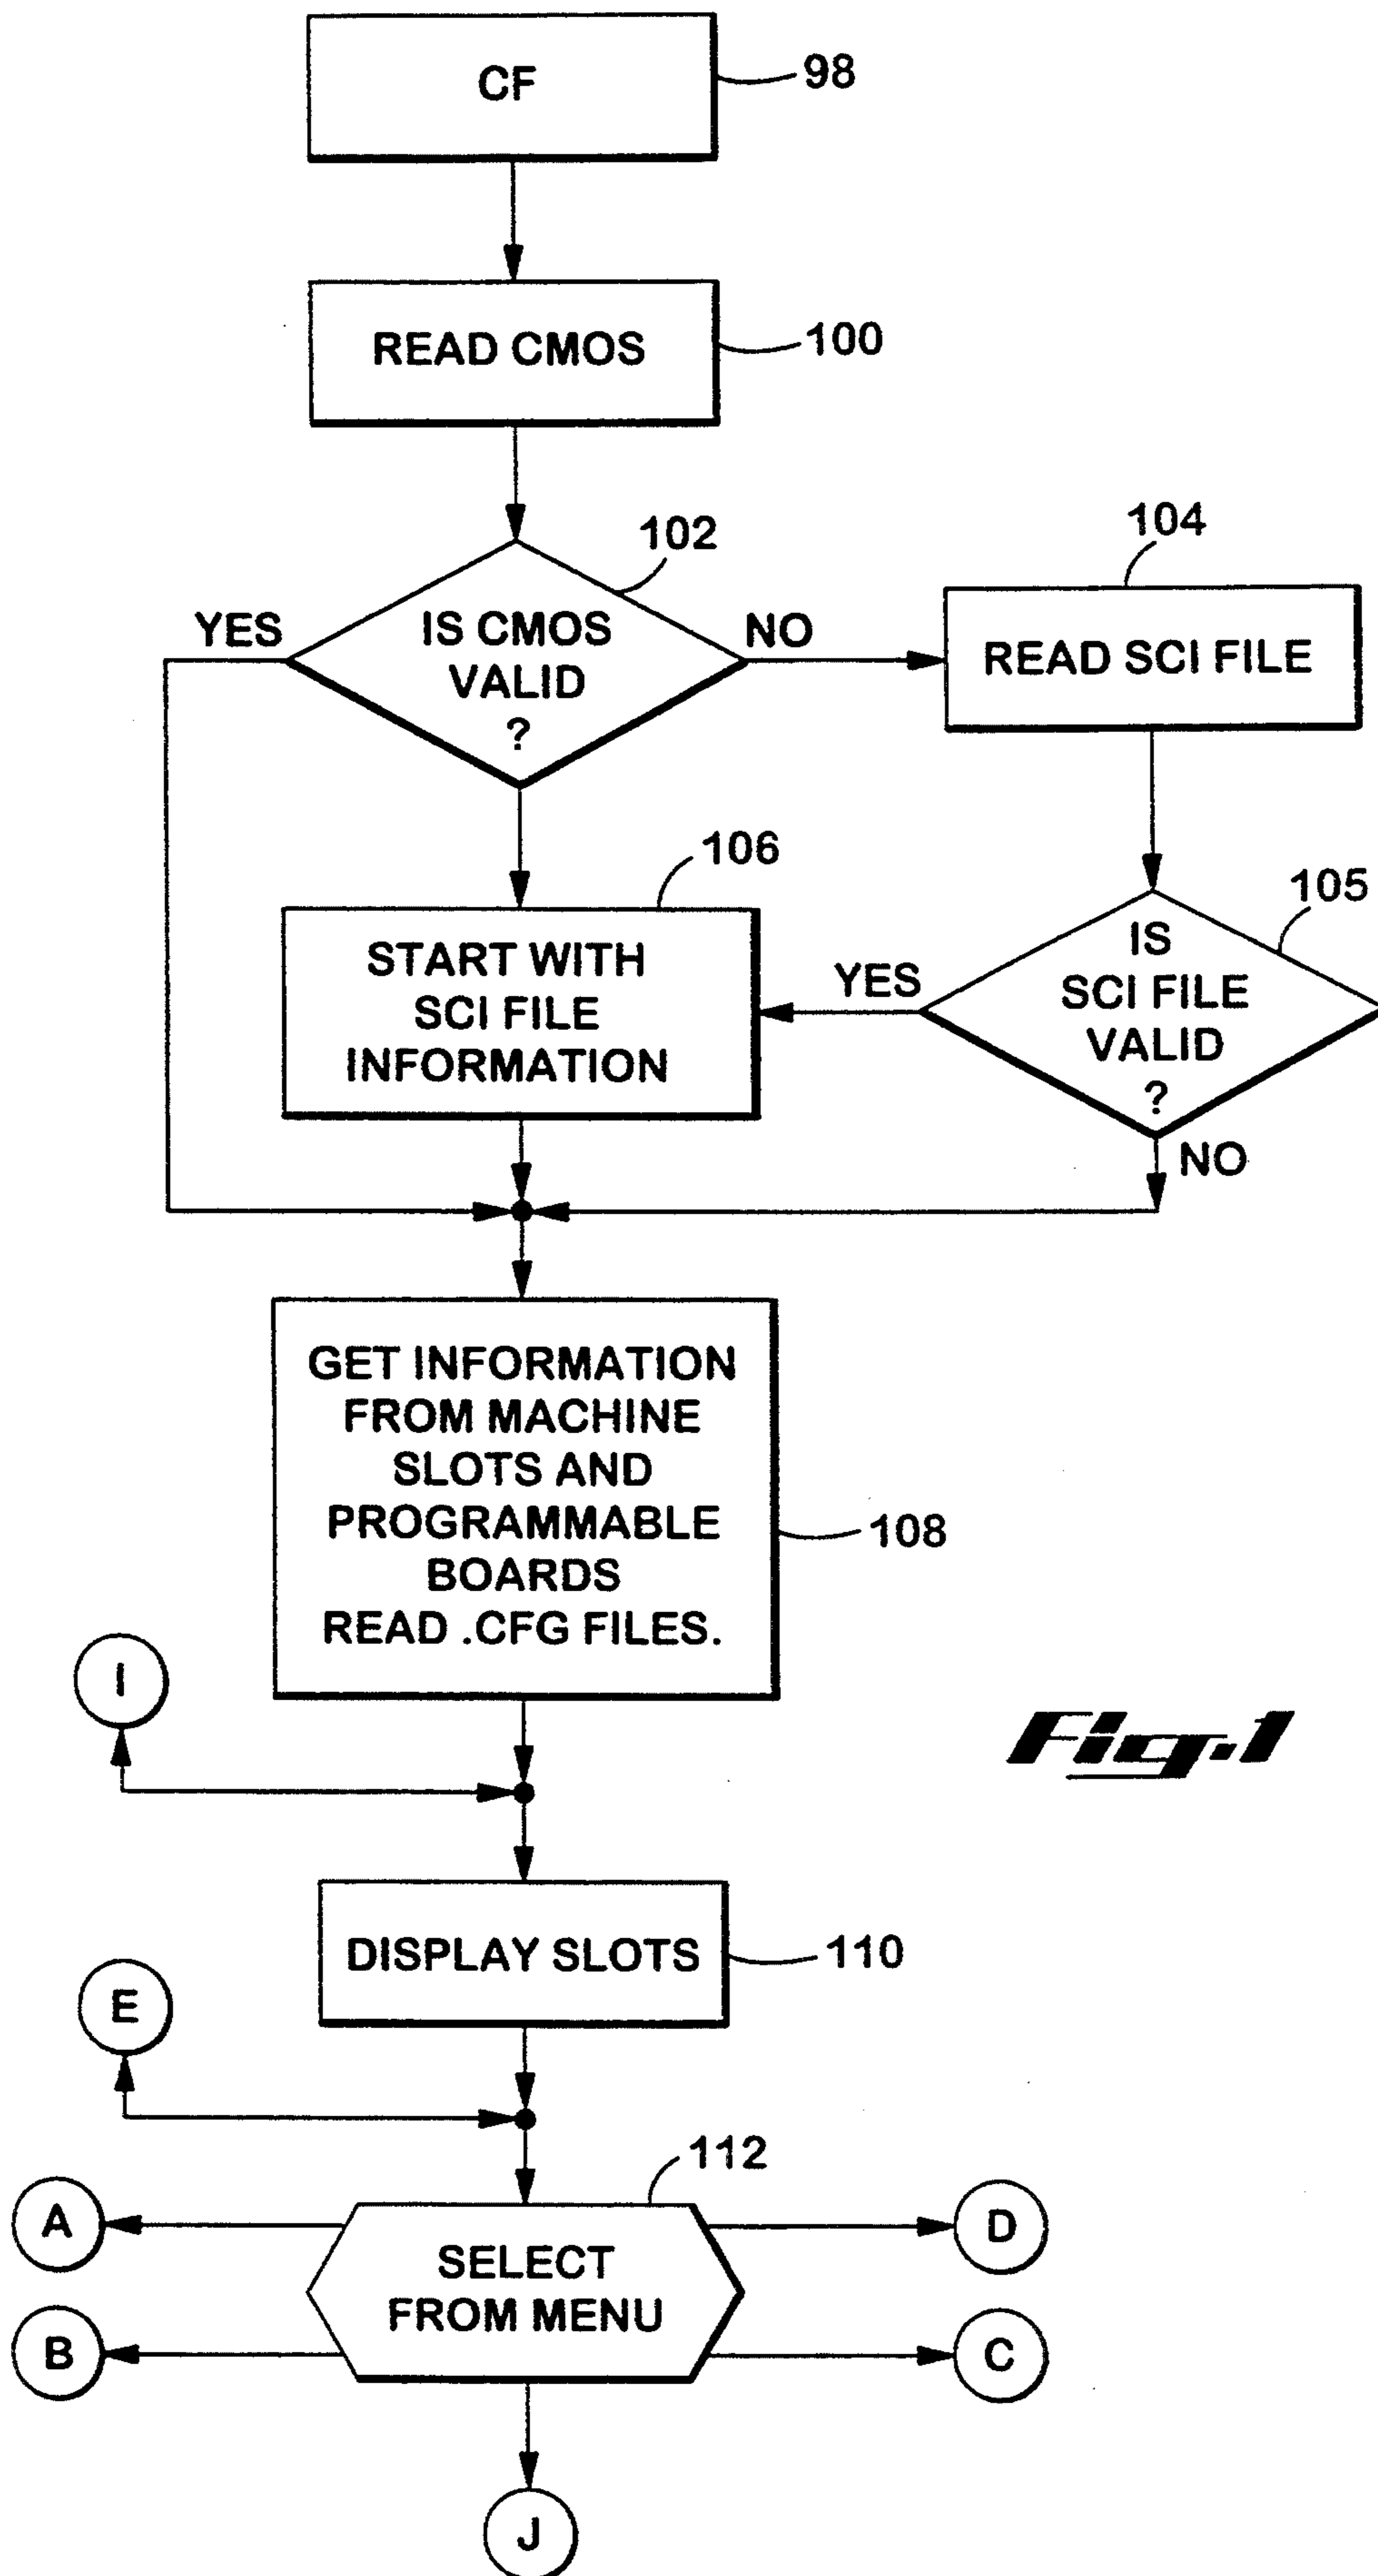 CF
98
READ CMOS
100
102
104
YES
IS CMOS
VALID
?
NO
READ SCI FILE
106
105
START WITH
SCI FILE
INFORMATION
YES
IS
SCI FILE
VALID
?
NO
GET INFORMATION
FROM MACHINE
SLOTS AND
PROGRAMMABLE
BOARDS
READ .CFG FILES.
108
I
Fig.1
DISPLAY SLOTS
110
E
112
A
SELECT
FROM MENU
D
B
C
J